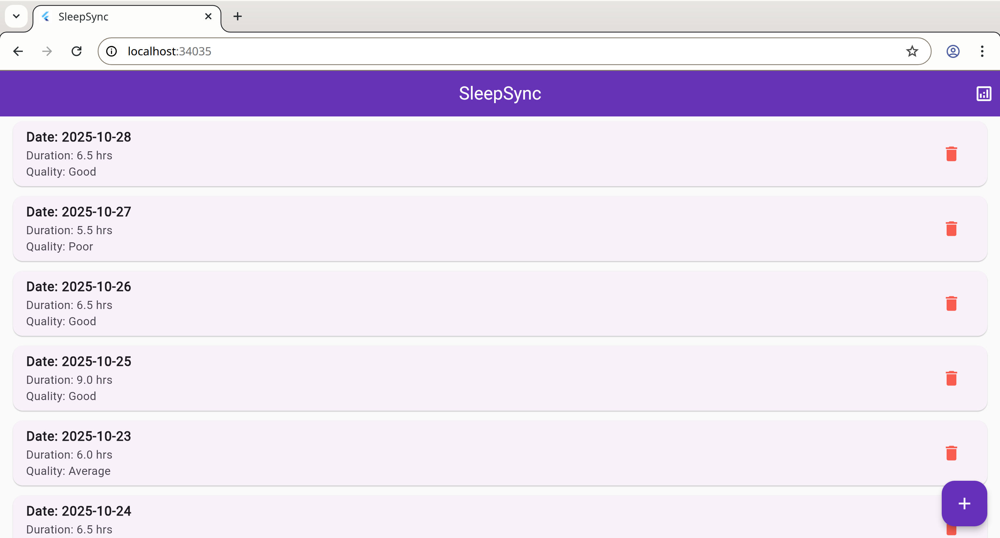 SleepSync
localhost:34035
SleepSync
Date: 2025-10-28
Duration: 6.5 hrs
Quality: Good
Date: 2025-10-27
Duration: 5.5 hrs
Quality: Poor
Date: 2025-10-26
Duration: 6.5 hrs
Quality: Good
Date: 2025-10-25
Duration: 9.0 hrs
Quality: Good
Date: 2025-10-23
Duration: 6.0 hrs
Quality: Average
Date: 2025-10-24
Duration: 6.5 hrs